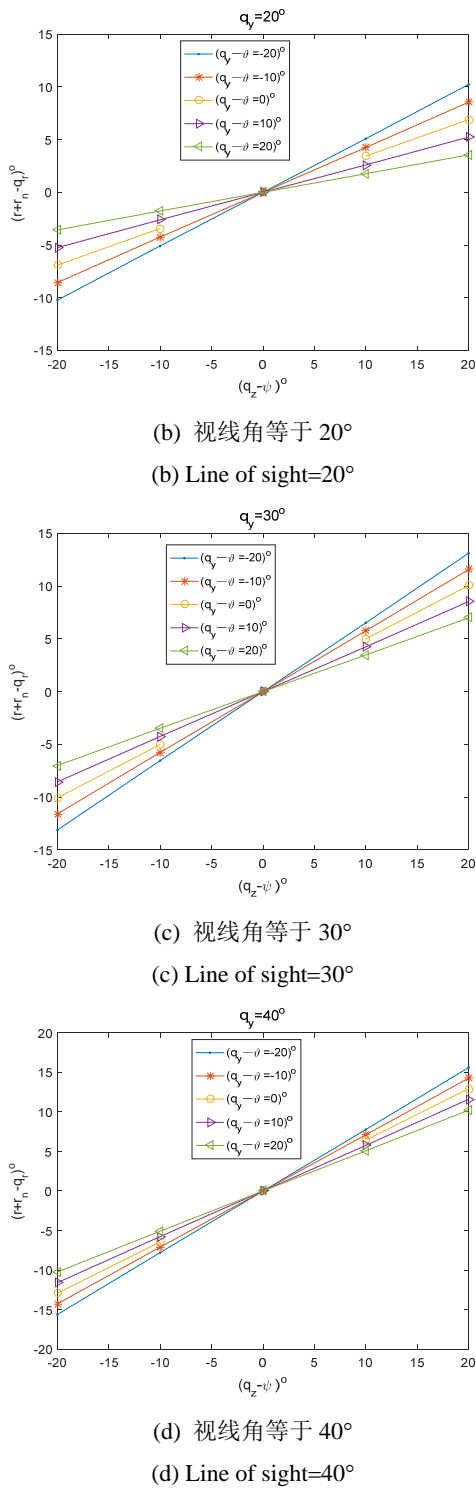 q_y=20°
15
10
5
0
-5
-10
15
-20 -15 -10 -5 0 5 10 15 20
(r+r_n-q_r)°
(q_z-ψ)°
(q_y—ϑ=-20)°
(q_y—ϑ=-10)°
(q_y—ϑ=0)°
(q_y—ϑ=10)°
(q_y—ϑ=20)°
(b) 视线角等于 20°
(b) Line of sight=20°
q_y=30°
15
10
5
0
-5
-10
-15
-20 -15 -10 -5 0 5 10 15 20
(r+r_n-q_r)°
(q_z-ψ)°
(q_y—ϑ=-20)°
(q_y—ϑ=-10)°
(q_y—ϑ=0)°
(q_y—ϑ=10)°
(q_y—ϑ=20)°
(c) 视线角等于 30°
(c) Line of sight=30°
q_y=40°
20
15
10
5
0
-5
-10
-15
-20
-20 -15 -10 -5 0 5 10 15 20
(r+r_n-q_r)°
(q_z-ψ)°
(q_y—ϑ=-20)°
(q_y—ϑ=-10)°
(q_y—ϑ=0)°
(q_y—ϑ=10)°
(q_y—ϑ=20)°
(d) 视线角等于 40°
(d) Line of sight=40°